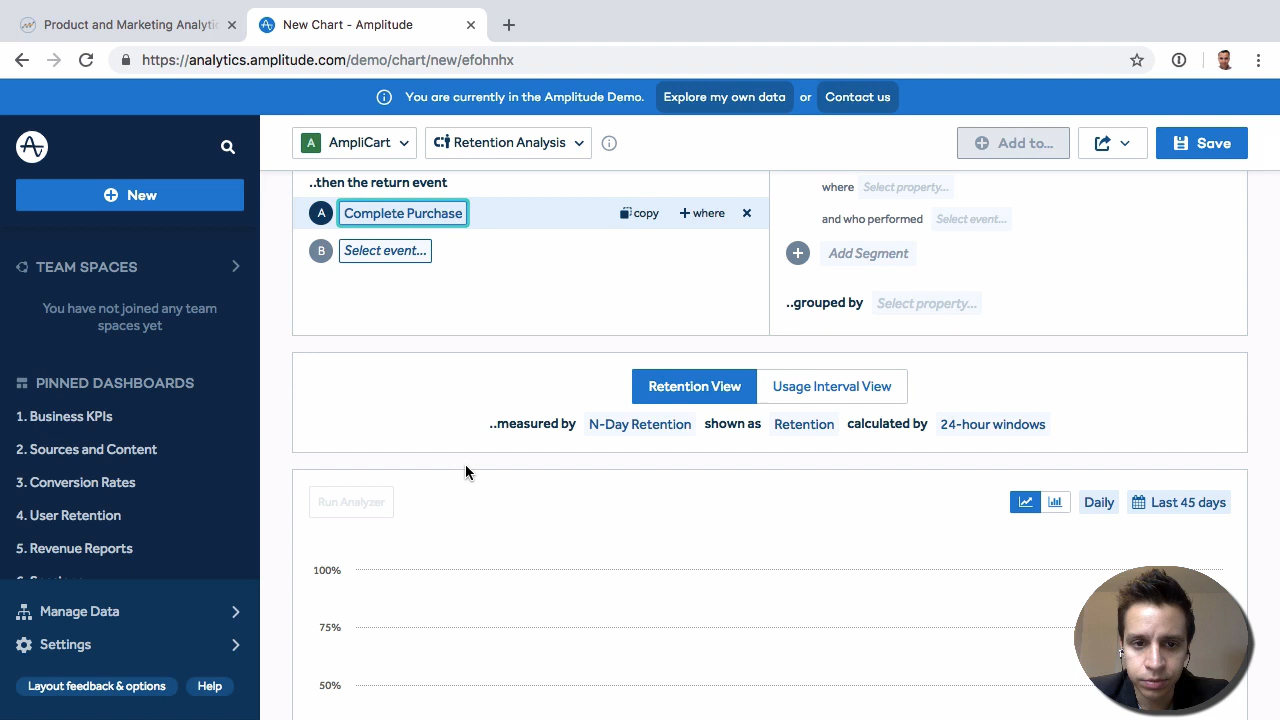 Product and Marketing Analytic
New Chart - Amplitude
https://analytics.amplitude.com/demo/chart/new/efohnhx
You are currently in the Amplitude Demo. Explore my own data or Contact us
A AmpliCart
Retention Analysis
Add to...
Save
New
TEAM SPACES
You have not joined any team
spaces yet
PINNED DASHBOARDS
1. Business KPIs
2. Sources and Content
3. Conversion Rates
4. User Retention
5. Revenue Reports
Manage Data
Settings
Layout feedback & options
Help
..then the return event
A Complete Purchase copy + where
B Select event...
where Select property...
and who performed Select event...
Add Segment
..grouped by Select property...
Retention View Usage Interval View
..measured by N-Day Retention shown as Retention calculated by 24-hour windows
Run Analyzer
Daily
Last 45 days
100%
75%
50%